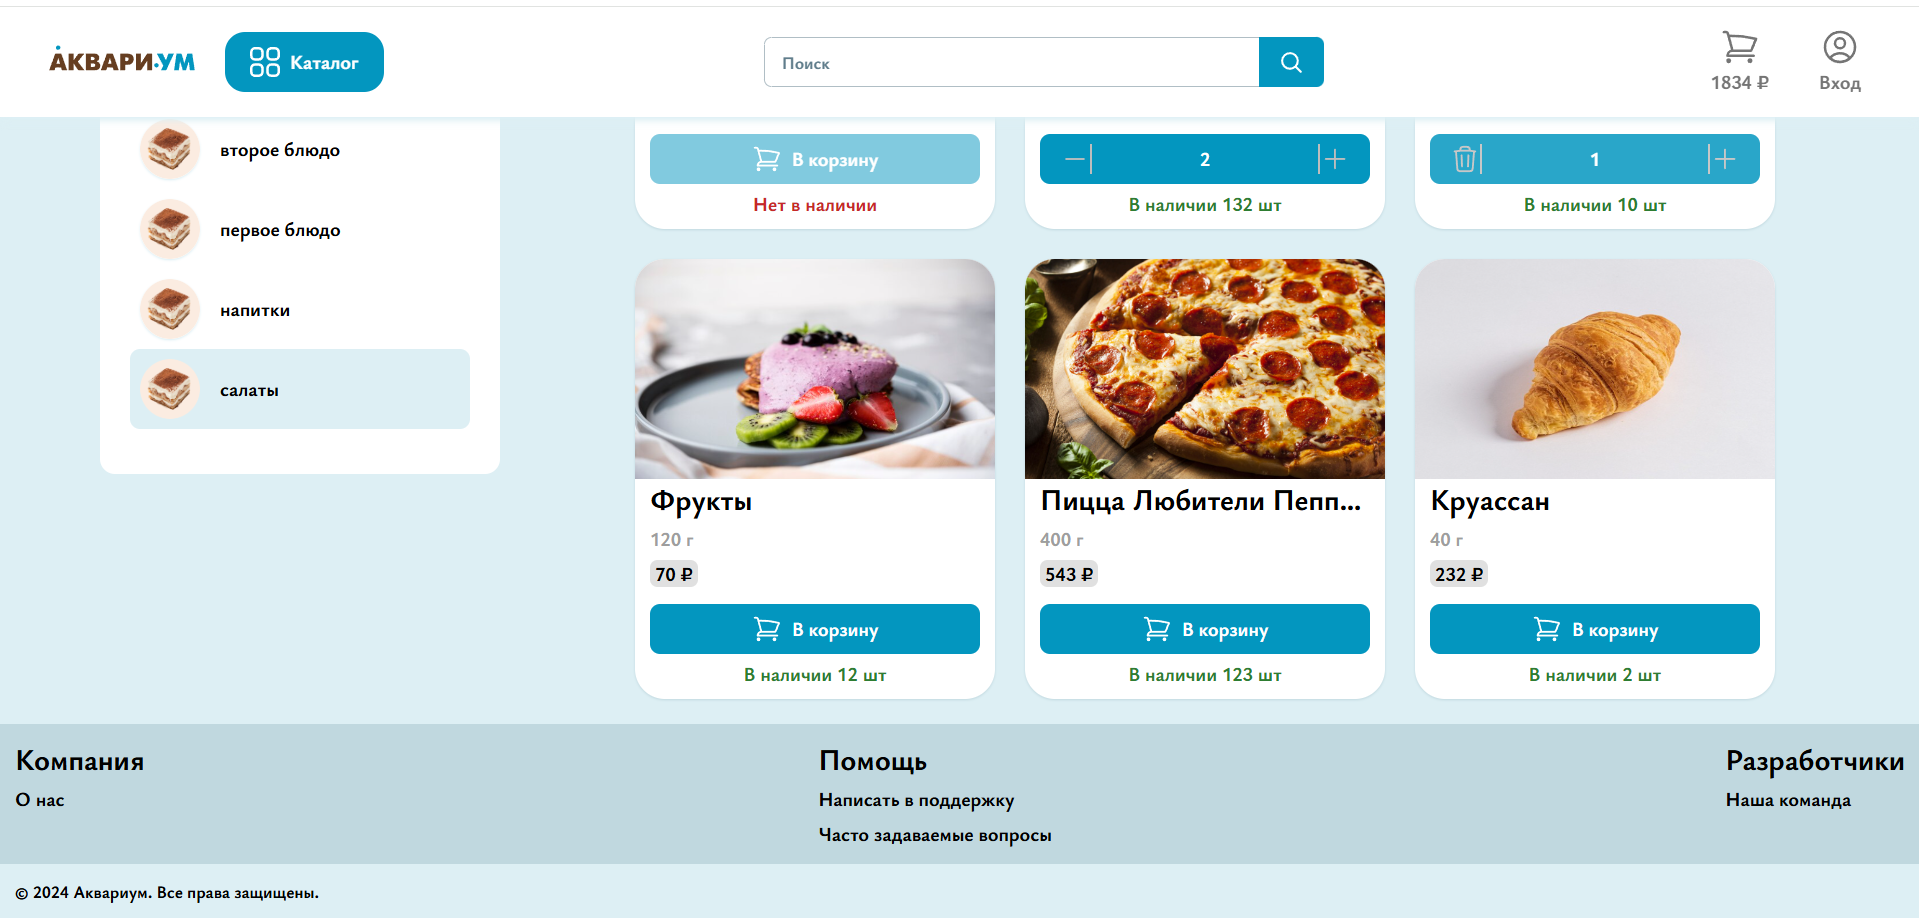 АКВАРИ·УМ
Каталог
Поиск
1834 ₽
Вход
второе блюдо
первое блюдо
напитки
салаты
В корзину
Нет в наличии
2
В наличии 132 шт
1
В наличии 10 шт
Фрукты
120 г
70 ₽
В корзину
В наличии 12 шт
Пицца Любители Пепп...
400 г
543 ₽
В корзину
В наличии 123 шт
Круассан
40 г
232 ₽
В корзину
В наличии 2 шт
Компания
О нас
Помощь
Написать в поддержку
Часто задаваемые вопросы
Разработчики
Наша команда
© 2024 Аквариум. Все права защищены.